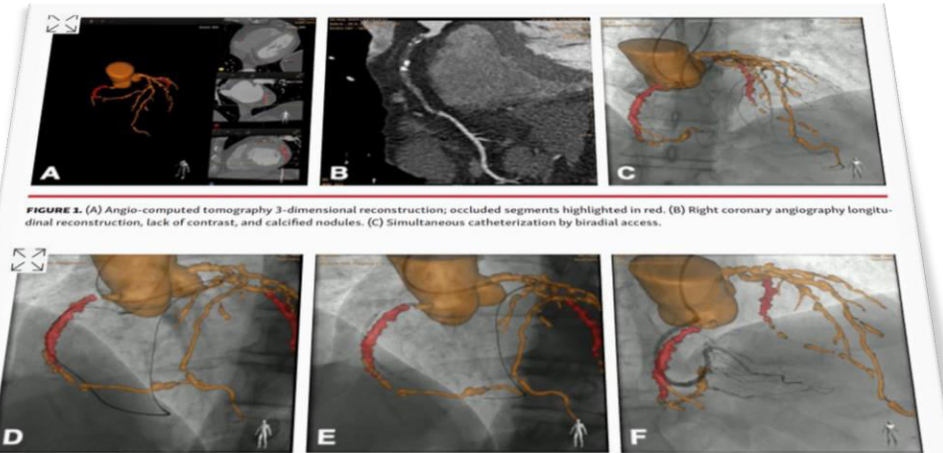 A
B
C
FIGURE 1. (A) Angio-computed tomography 3-dimensional reconstruction; occluded segments highlighted in red. (B) Right coronary angiography longitu-
dinal reconstruction, lack of contrast, and calcified nodules. (C) Simultaneous catheterization by biradial access.
D
E
F